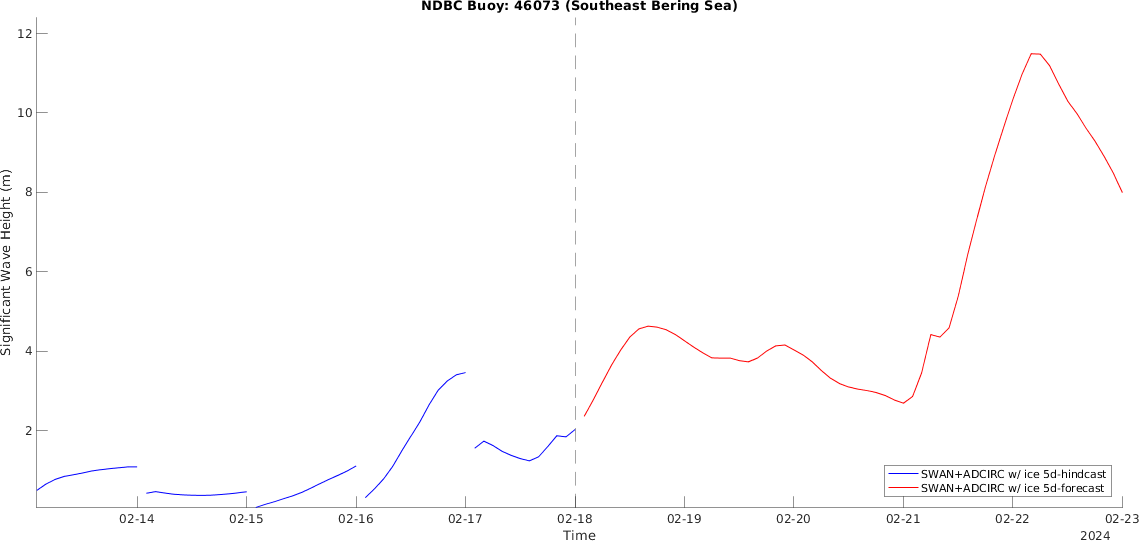 NDBC Buoy: 46073 (Southeast Bering Sea)
12
10
8
6
4
2
Significant Wave Height (m)
SWAN+ADCIRC w/ ice 5d-hindcast
SWAN+ADCIRC w/ ice 5d-forecast
02-14 02-15 02-16 02-17 02-18 02-19 02-20 02-21 02-22 02-23
Time
2024